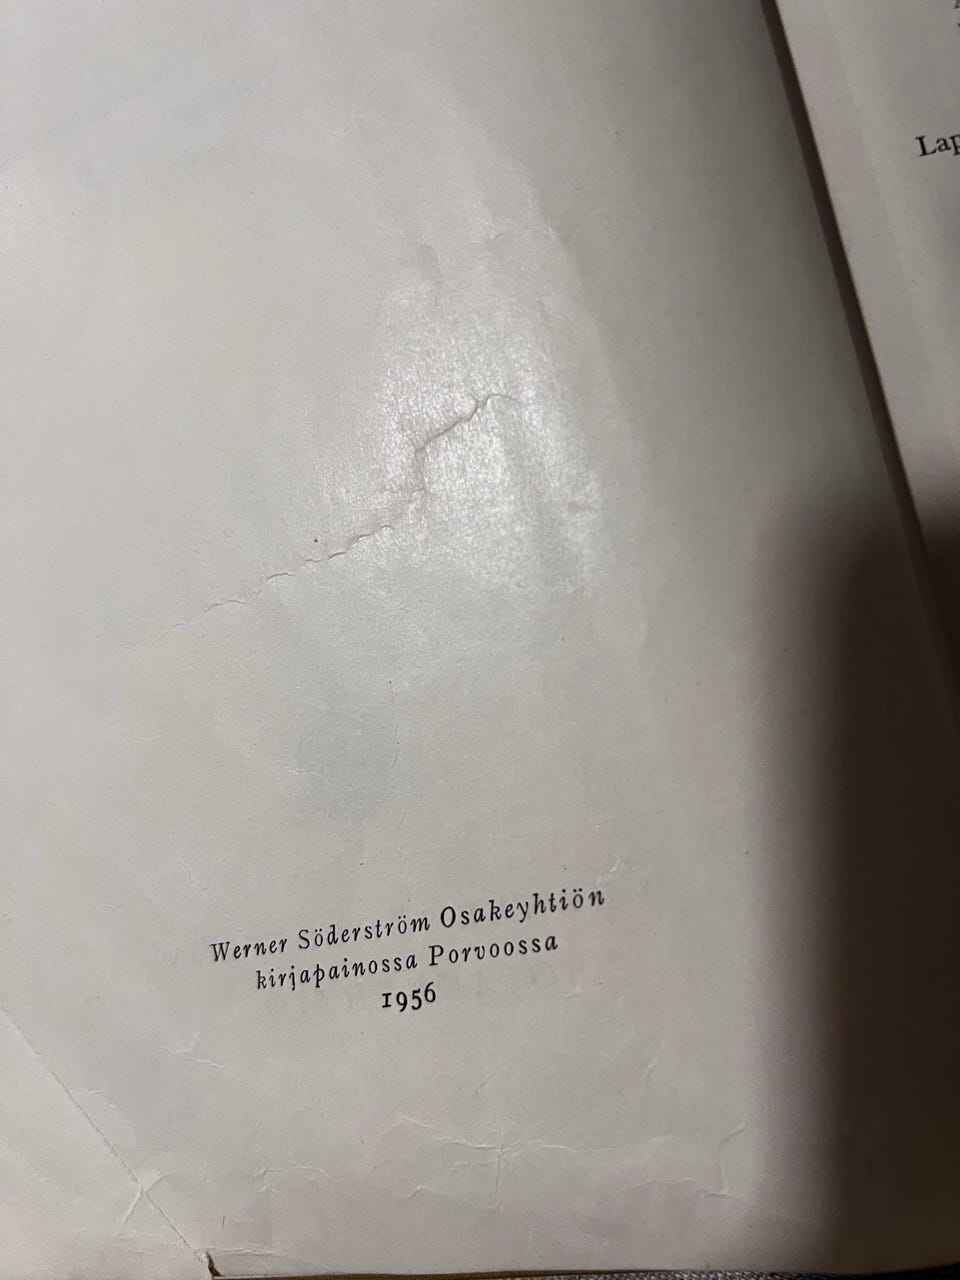 Werner Söderström Osakeyhtiön
kirjapainossa Porvoossa
1956